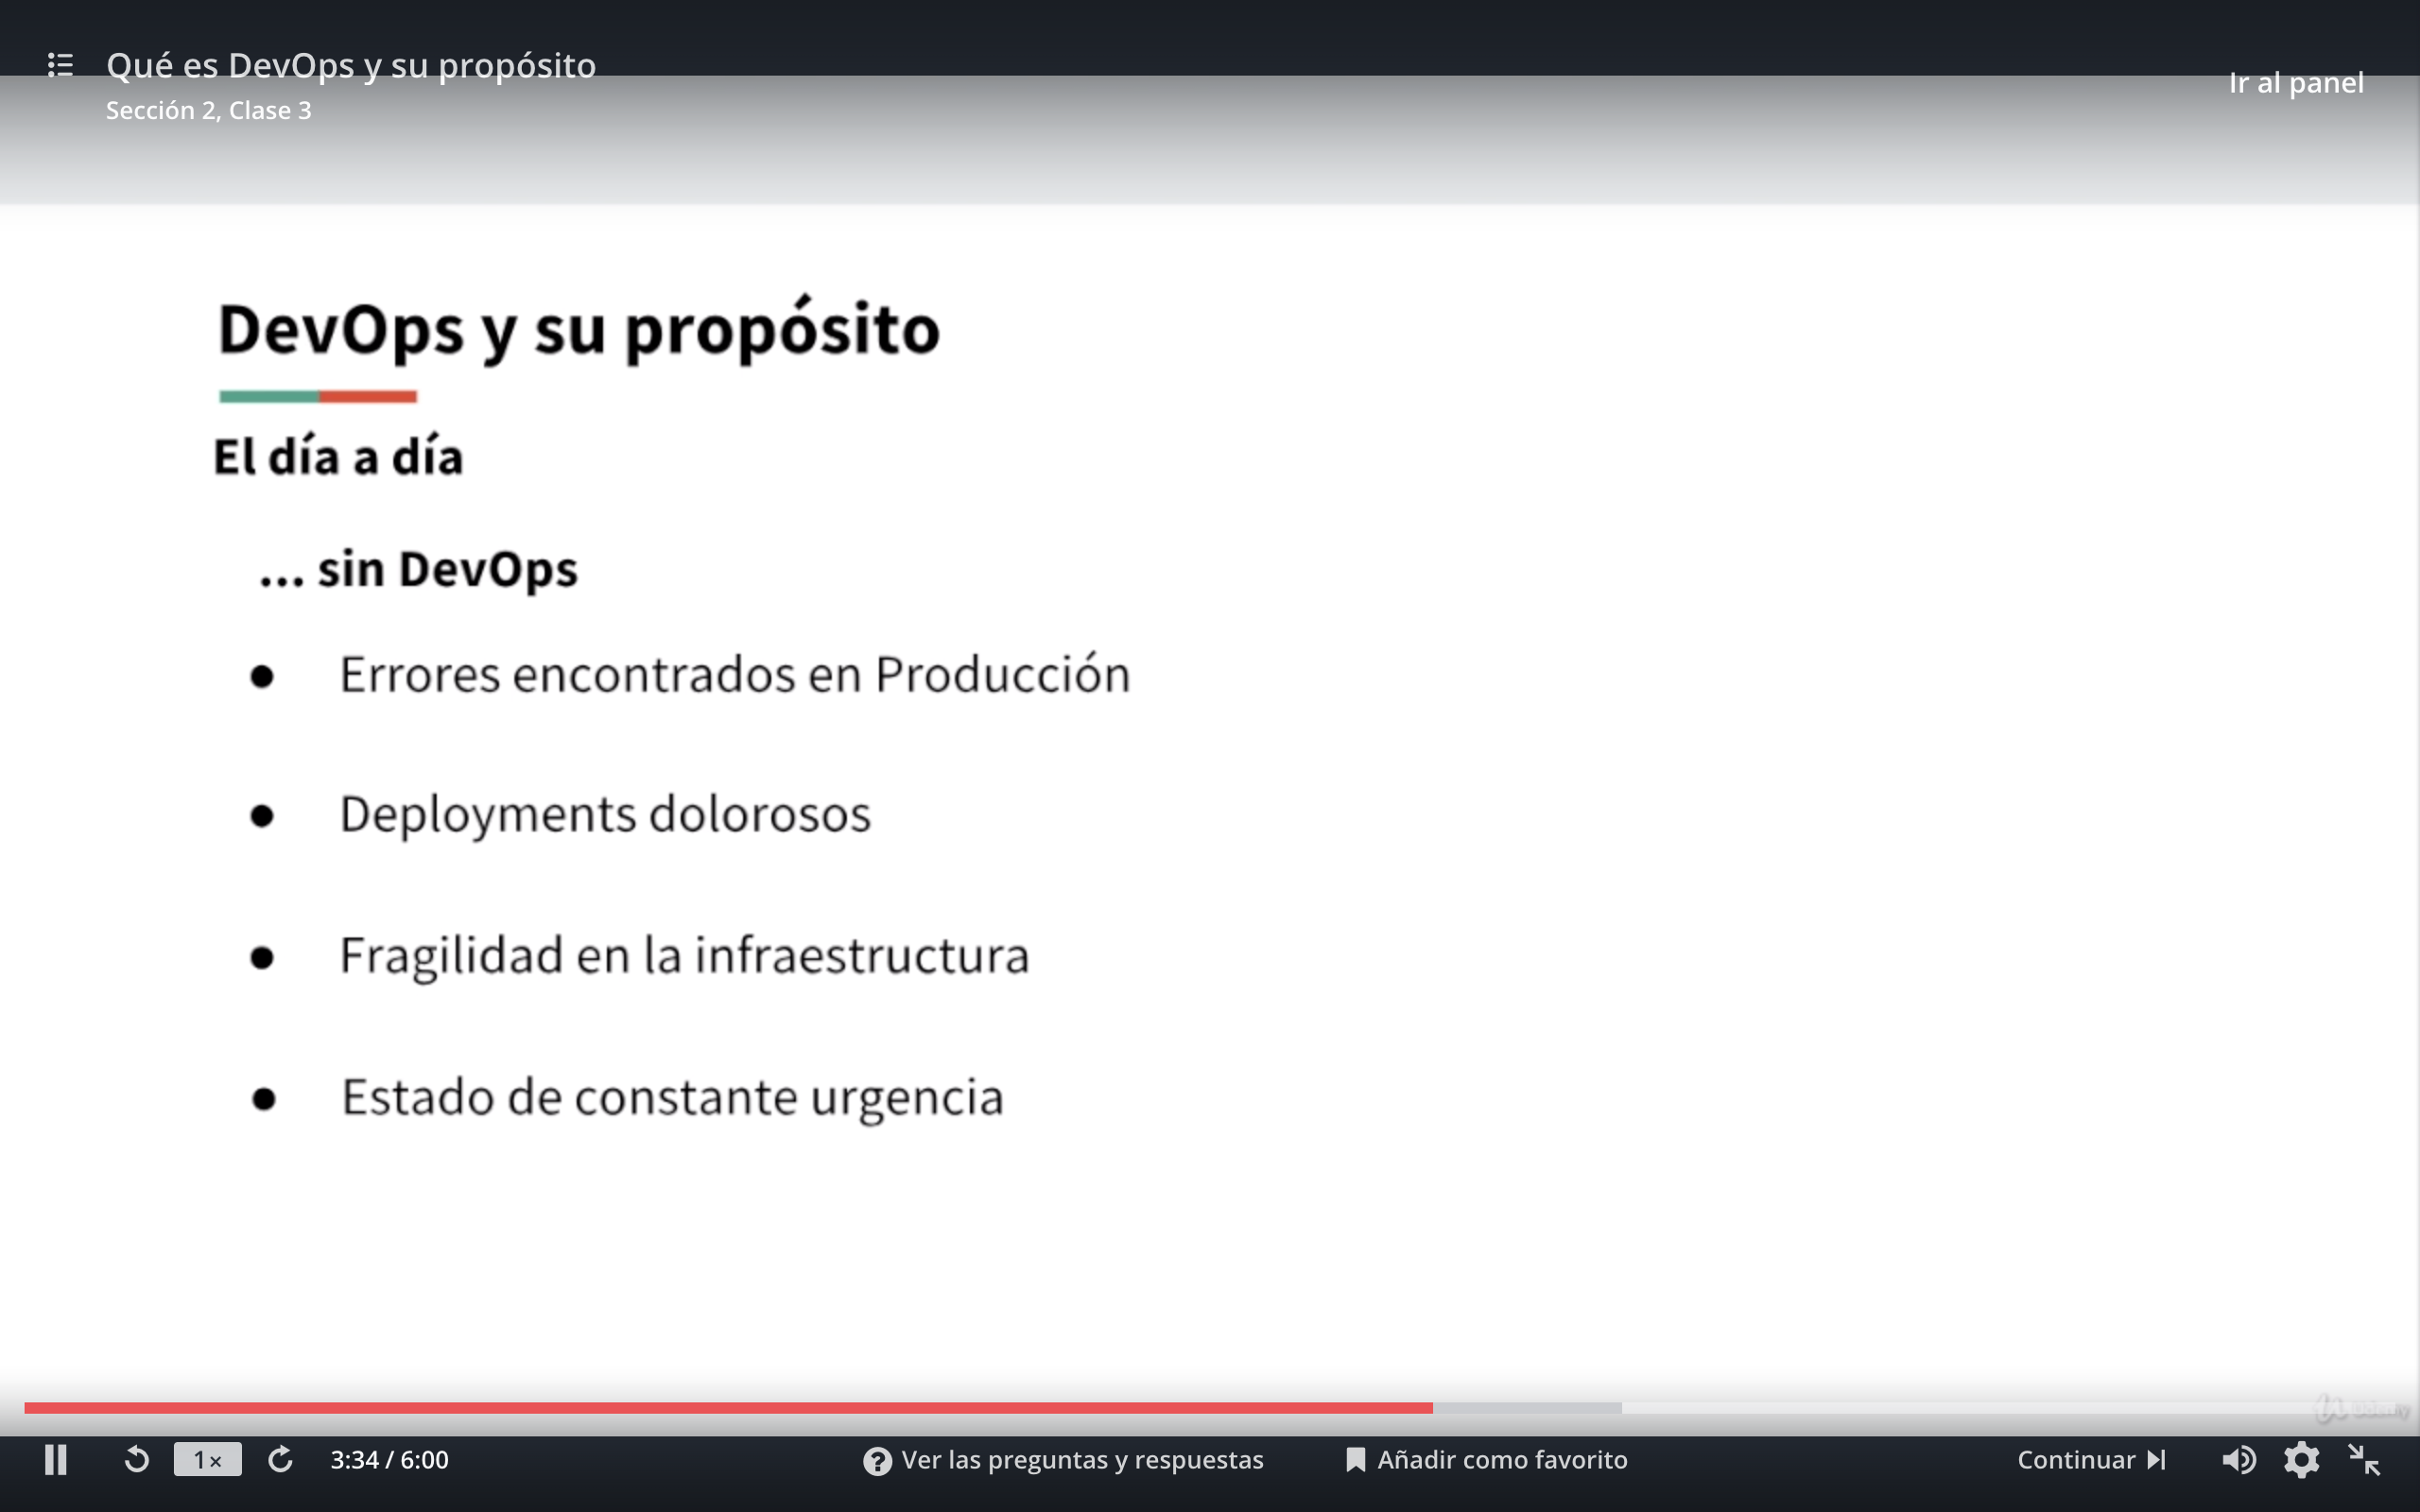 Qué es DevOps y su propósito
Sección 2, Clase 3
Ir al panel
DevOps y su propósito
El día a día
... sin DevOps
● Errores encontrados en Producción
● Deployments dolorosos
● Fragilidad en la infraestructura
● Estado de constante urgencia
Udemy
1× 3:34 / 6:00 Ver las preguntas y respuestas Añadir como favorito Continuar